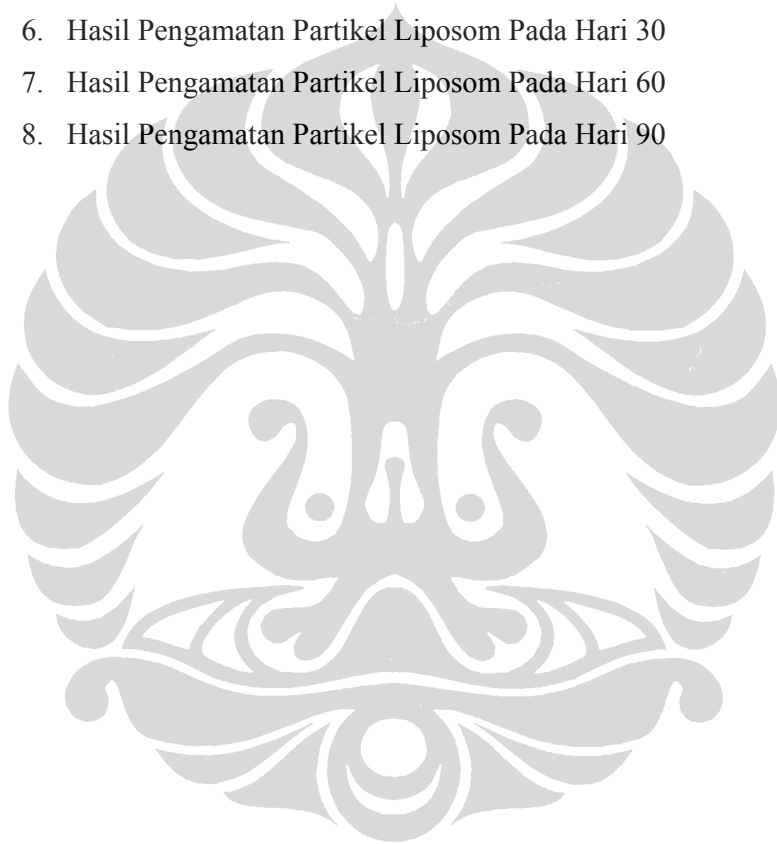 6. Hasil Pengamatan Partikel Liposom Pada Hari 30
7. Hasil Pengamatan Partikel Liposom Pada Hari 60
8. Hasil Pengamatan Partikel Liposom Pada Hari 90